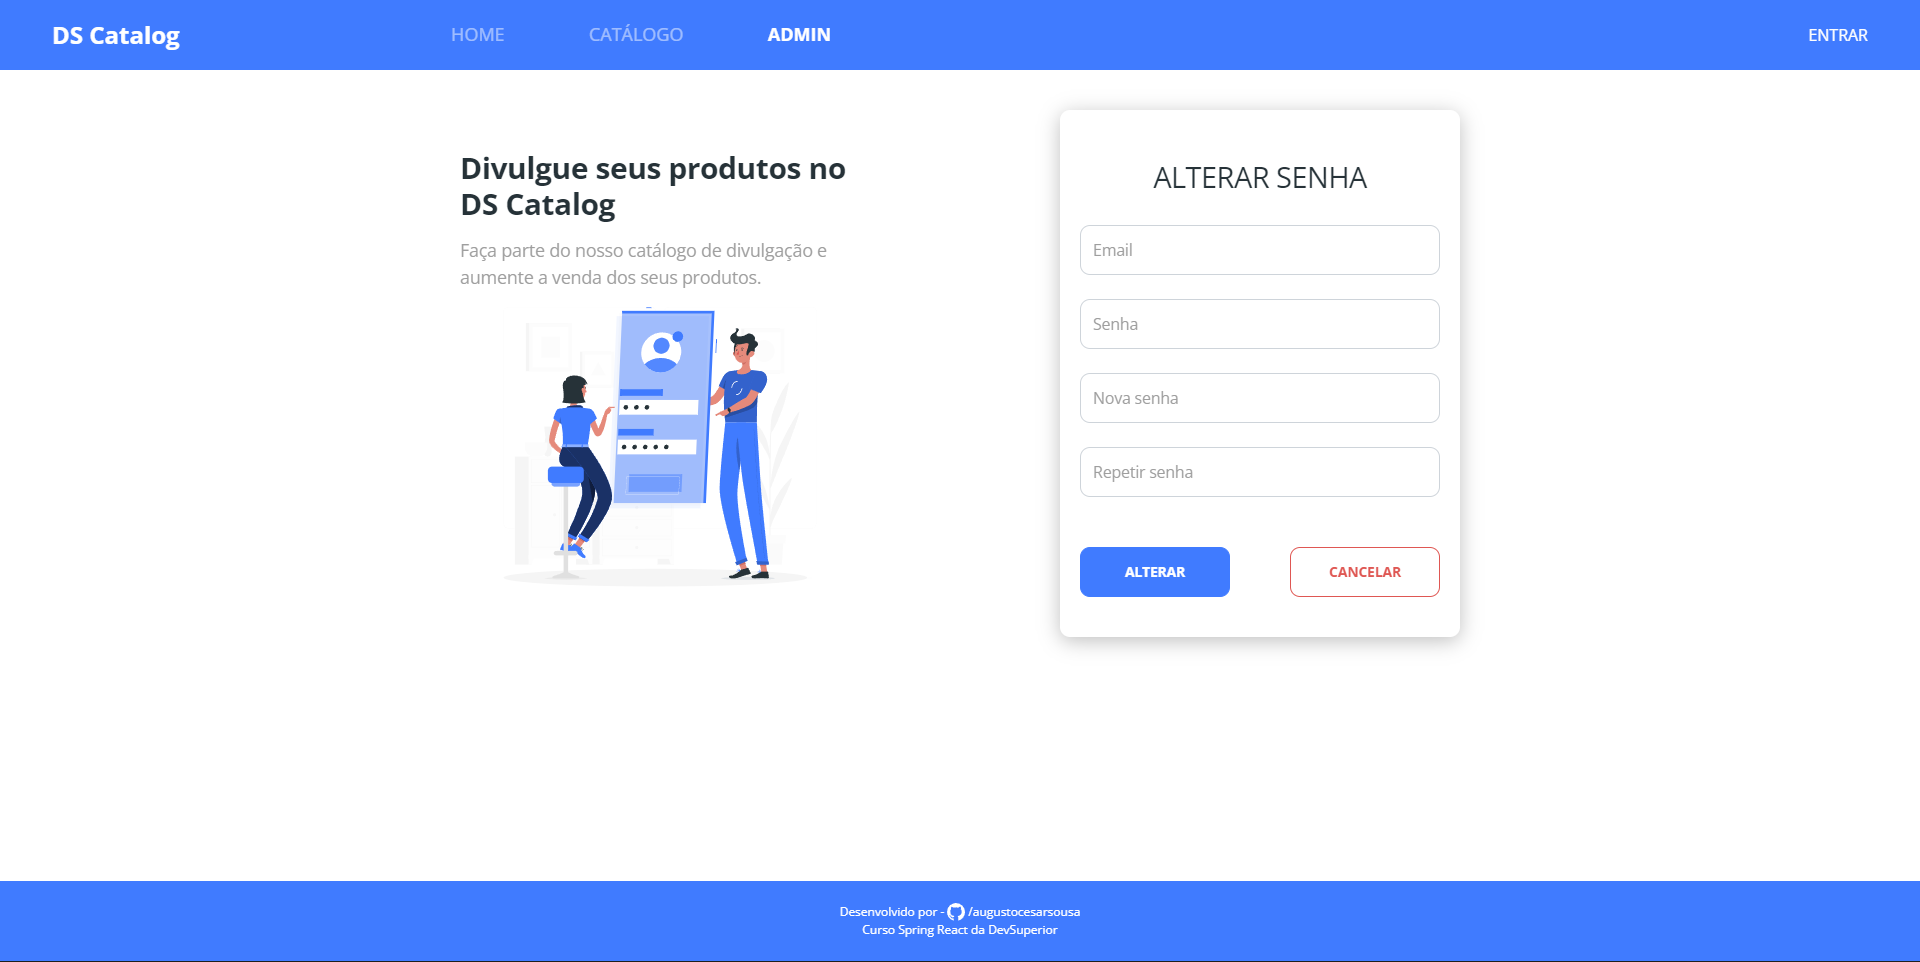 DS Catalog
HOME
CATÁLOGO
ADMIN
ENTRAR
Divulgue seus produtos no
DS Catalog
Faça parte do nosso catálogo de divulgação e
aumente a venda dos seus produtos.
ALTERAR SENHA
Email
Senha
Nova senha
Repetir senha
ALTERAR
CANCELAR
Desenvolvido por - /augustocesarsousa
Curso Spring React da DevSuperior